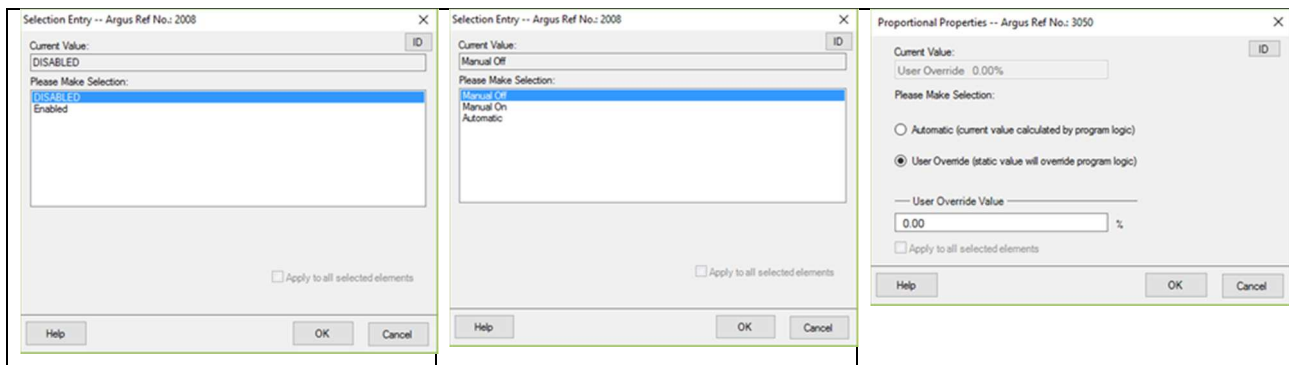 Selection Entry -- Argus Ref No.: 2008
ID
Current Value:
DISABLED
Please Make Selection:
DISABLED
Enabled
Apply to all selected elements
Help
OK
Cancel
Selection Entry -- Argus Ref No.: 2008
ID
Current Value:
Manual Off
Please Make Selection:
Manual Off
Manual On
Automatic
Apply to all selected elements
Help
OK
Cancel
Proportional Properties -- Argus Ref No.: 3050
ID
Current Value:
User Override 0.00%
Please Make Selection:
Automatic (current value calculated by program logic)
User Override (static value will override program logic)
User Override Value
0.00 %
Apply to all selected elements
Help
OK
Cancel